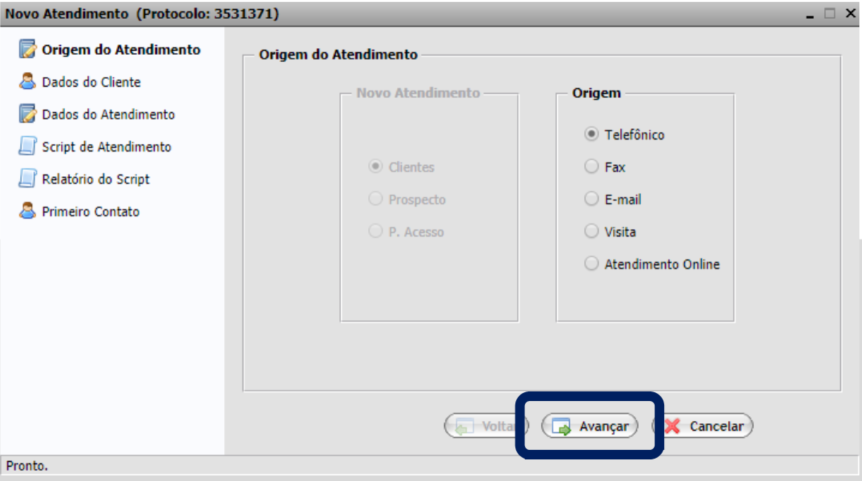 Novo Atendimento (Protocolo: 3531371)
Origem do Atendimento
Dados do Cliente
Dados do Atendimento
Script de Atendimento
Relatório do Script
Primeiro Contato
Origem do Atendimento
Novo Atendimento
Clientes
Prospecto
P. Acesso
Origem
Telefônico
Fax
E-mail
Visita
Atendimento Online
Voltar Avançar Cancelar
Pronto.